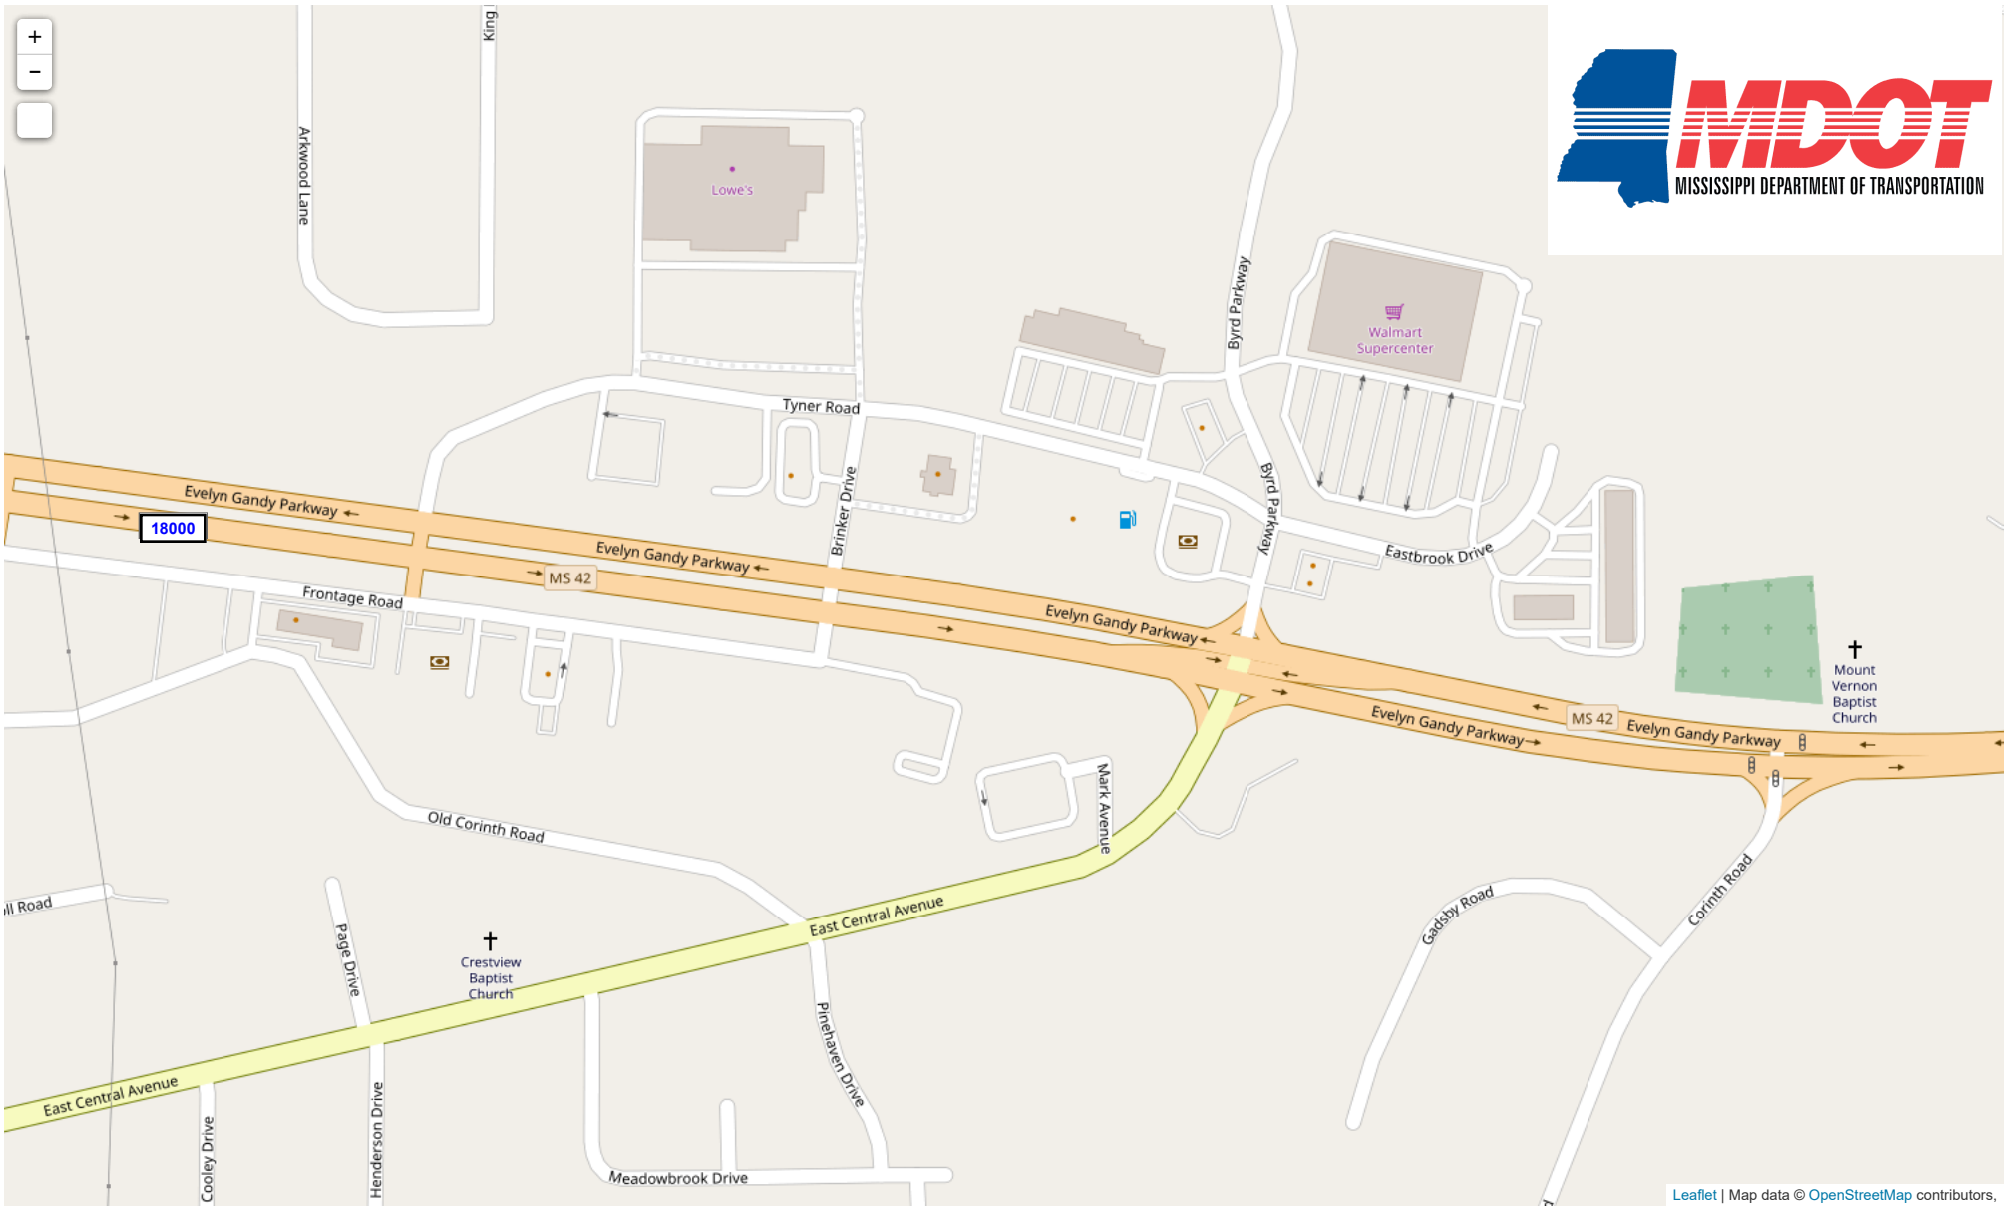 +
−
King
Arkwood Lane
Lowe's
MDOT
MISSISSIPPI DEPARTMENT OF TRANSPORTATION
Byrd Parkway
Walmart
Supercenter
Tyner Road
Brinker Drive
Byrd Parkway
Evelyn Gandy Parkway
18000
Evelyn Gandy Parkway
MS 42
Eastbrook Drive
Frontage Road
Evelyn Gandy Parkway
Mount
Vernon
Baptist
Church
Evelyn Gandy Parkway
MS 42
Evelyn Gandy Parkway
Mark Avenue
Old Corinth Road
Corinth Road
Gadsby Road
ll Road
East Central Avenue
Page Drive
Crestview
Baptist
Church
Pinehaven Drive
East Central Avenue
Cooley Drive
Henderson Drive
Meadowbrook Drive
Leaflet | Map data © OpenStreetMap contributors,